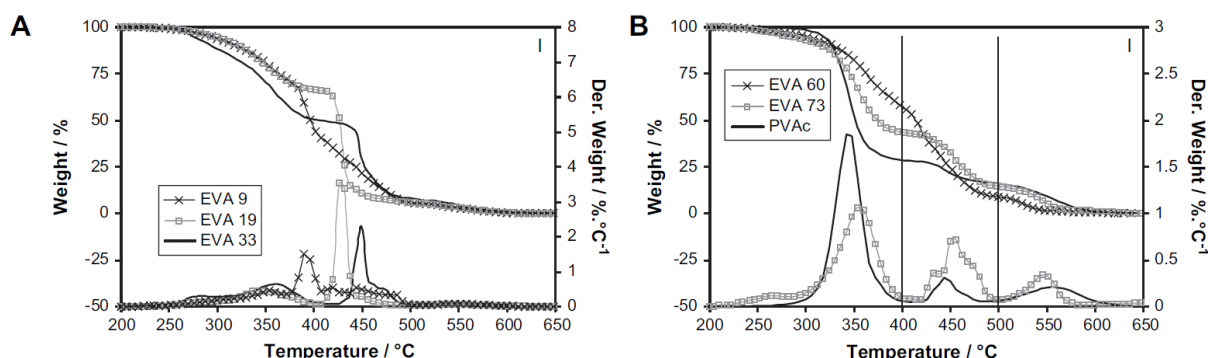 A
100
75
50
25
0
-25
-50
Weight / %
EVA 9
EVA 19
EVA 33
I
8
7
6
5
4
3
2
1
0
Der. Weight / %.°C-1
200 250 300 350 400 450 500 550 600 650
Temperature / °C
B
100
75
50
25
0
-25
-50
Weight / %
EVA 60
EVA 73
PVAc
I
3
2.5
2
1.5
1
0.5
0
Der. Weight / %.°C-1
200 250 300 350 400 450 500 550 600 650
Temperature / °C